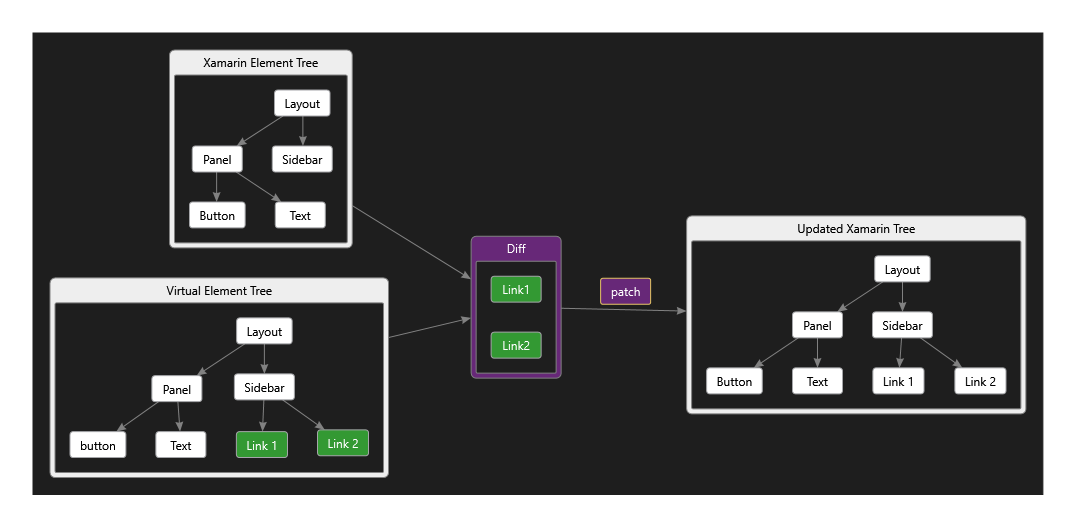 Xamarin Element Tree
Layout
Panel
Sidebar
Button
Text
Virtual Element Tree
Layout
Panel
Sidebar
button
Text
Link 1
Link 2
Diff
Link1
Link2
patch
Updated Xamarin Tree
Layout
Panel
Sidebar
Button
Text
Link 1
Link 2